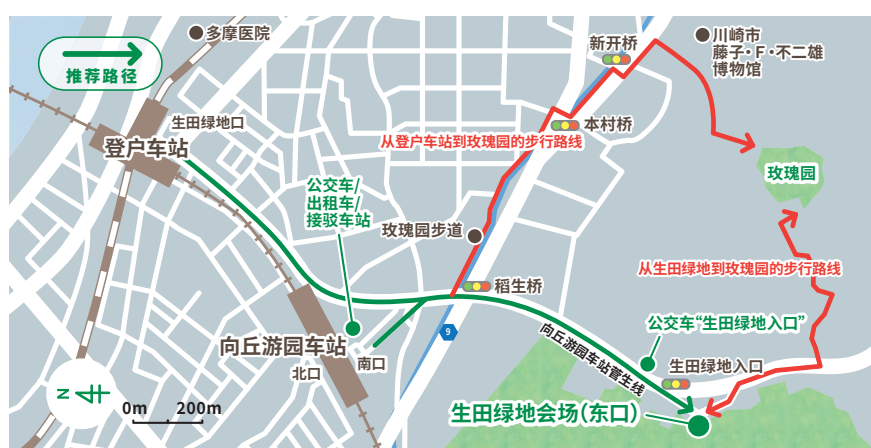 多摩医院
推荐路径
生田绿地口
登户车站
新开桥
川崎市
藤子・F・不二雄
博物馆
本村桥
从登户车站到玫瑰园的步行路线
玫瑰园
公交车/
出租车/
接驳车站
玫瑰园步道
稻生桥
从生田绿地到玫瑰园的步行路线
9
向丘游园车站菅生线
公交车“生田绿地入口”
向丘游园车站
北口
南口
生田绿地入口
N
0m 200m
生田绿地会场(东口)